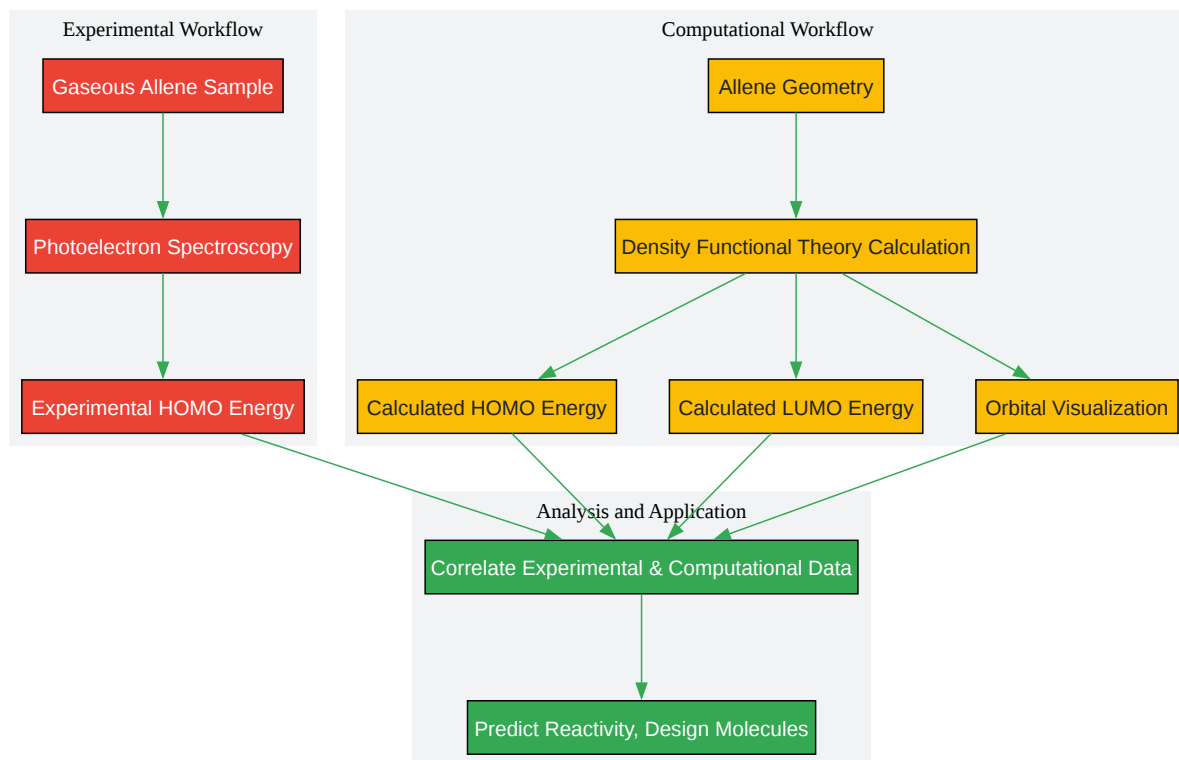 Experimental Workflow
Computational Workflow
Gaseous Allene Sample
Allene Geometry
Photoelectron Spectroscopy
Density Functional Theory Calculation
Experimental HOMO Energy
Calculated HOMO Energy
Calculated LUMO Energy
Orbital Visualization
Analysis and Application
Correlate Experimental & Computational Data
Predict Reactivity, Design Molecules